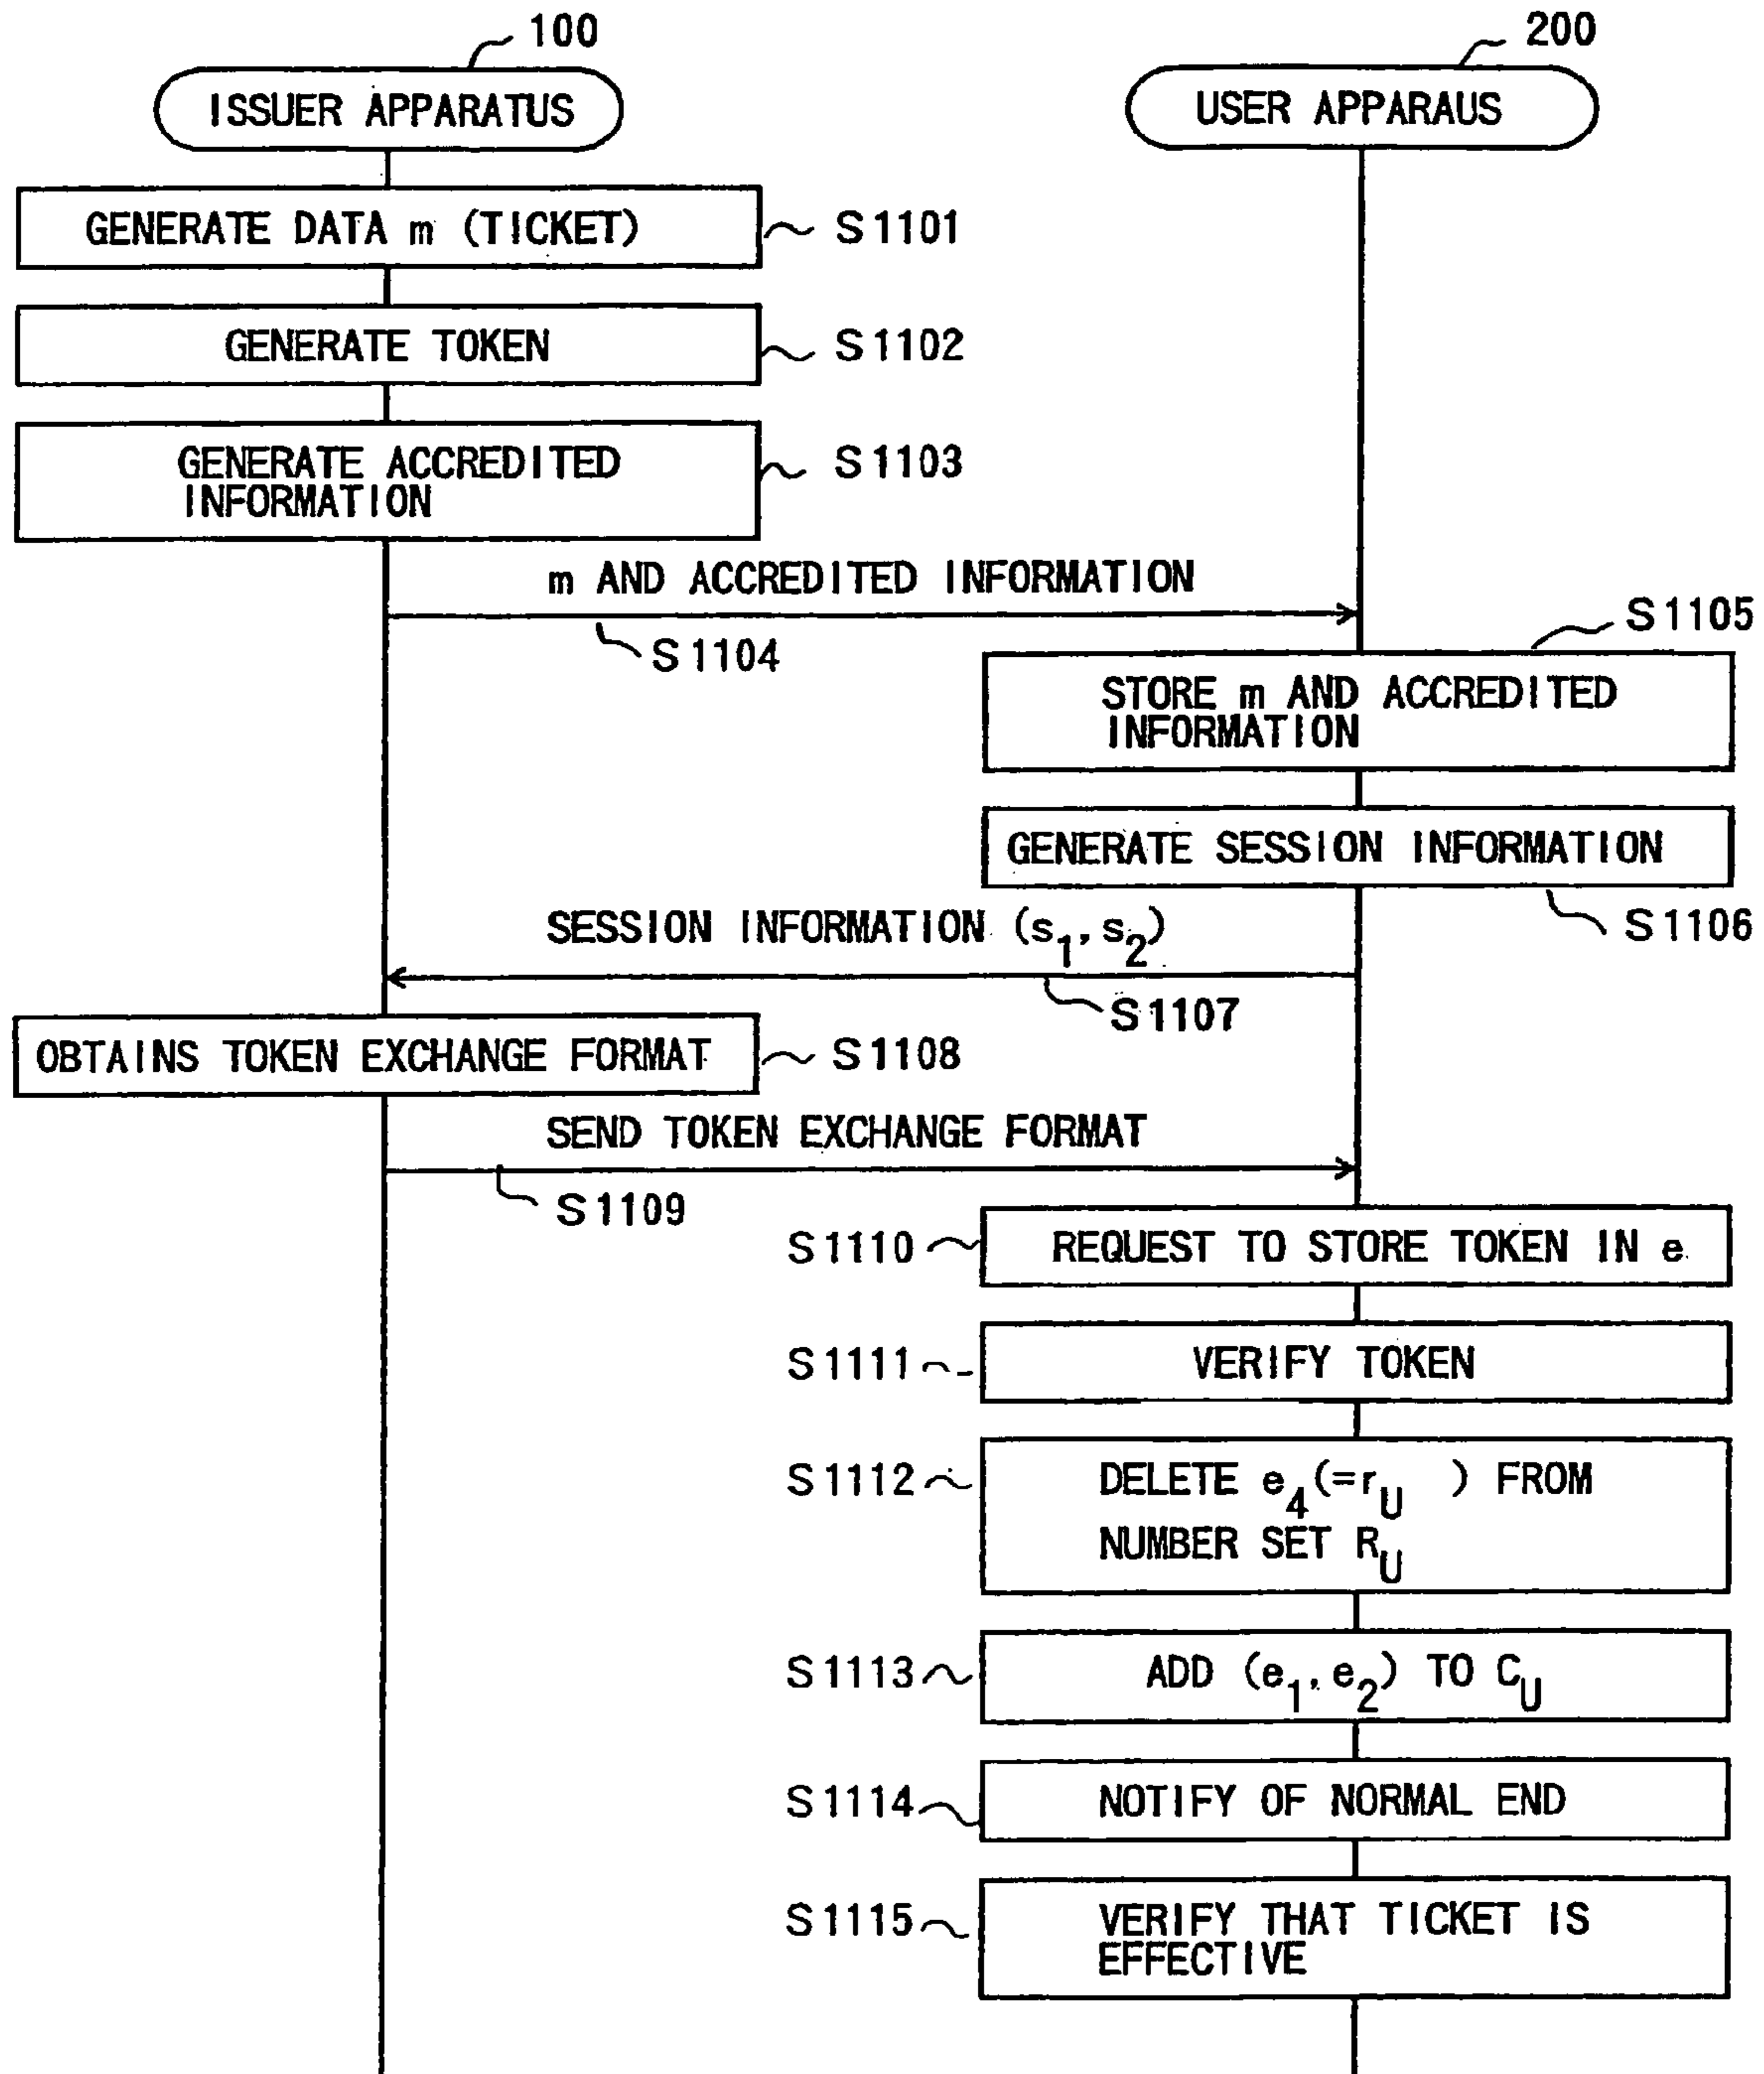 100
200
ISSUER APPARATUS
USER APPARAUS
GENERATE DATA m (TICKET)
S1101
GENERATE TOKEN
S1102
GENERATE ACCREDITED
INFORMATION
S1103
m AND ACCREDITED INFORMATION
S1104
S1105
STORE m AND ACCREDITED
INFORMATION
GENERATE SESSION INFORMATION
S1106
SESSION INFORMATION (s₁, s₂)
S1107
OBTAINS TOKEN EXCHANGE FORMAT
S1108
SEND TOKEN EXCHANGE FORMAT
S1109
S1110
REQUEST TO STORE TOKEN IN e
S1111
VERIFY TOKEN
S1112
DELETE e₄(=r_U ) FROM
NUMBER SET R_U
S1113
ADD (e₁, e₂) TO C_U
S1114
NOTIFY OF NORMAL END
S1115
VERIFY THAT TICKET IS
EFFECTIVE